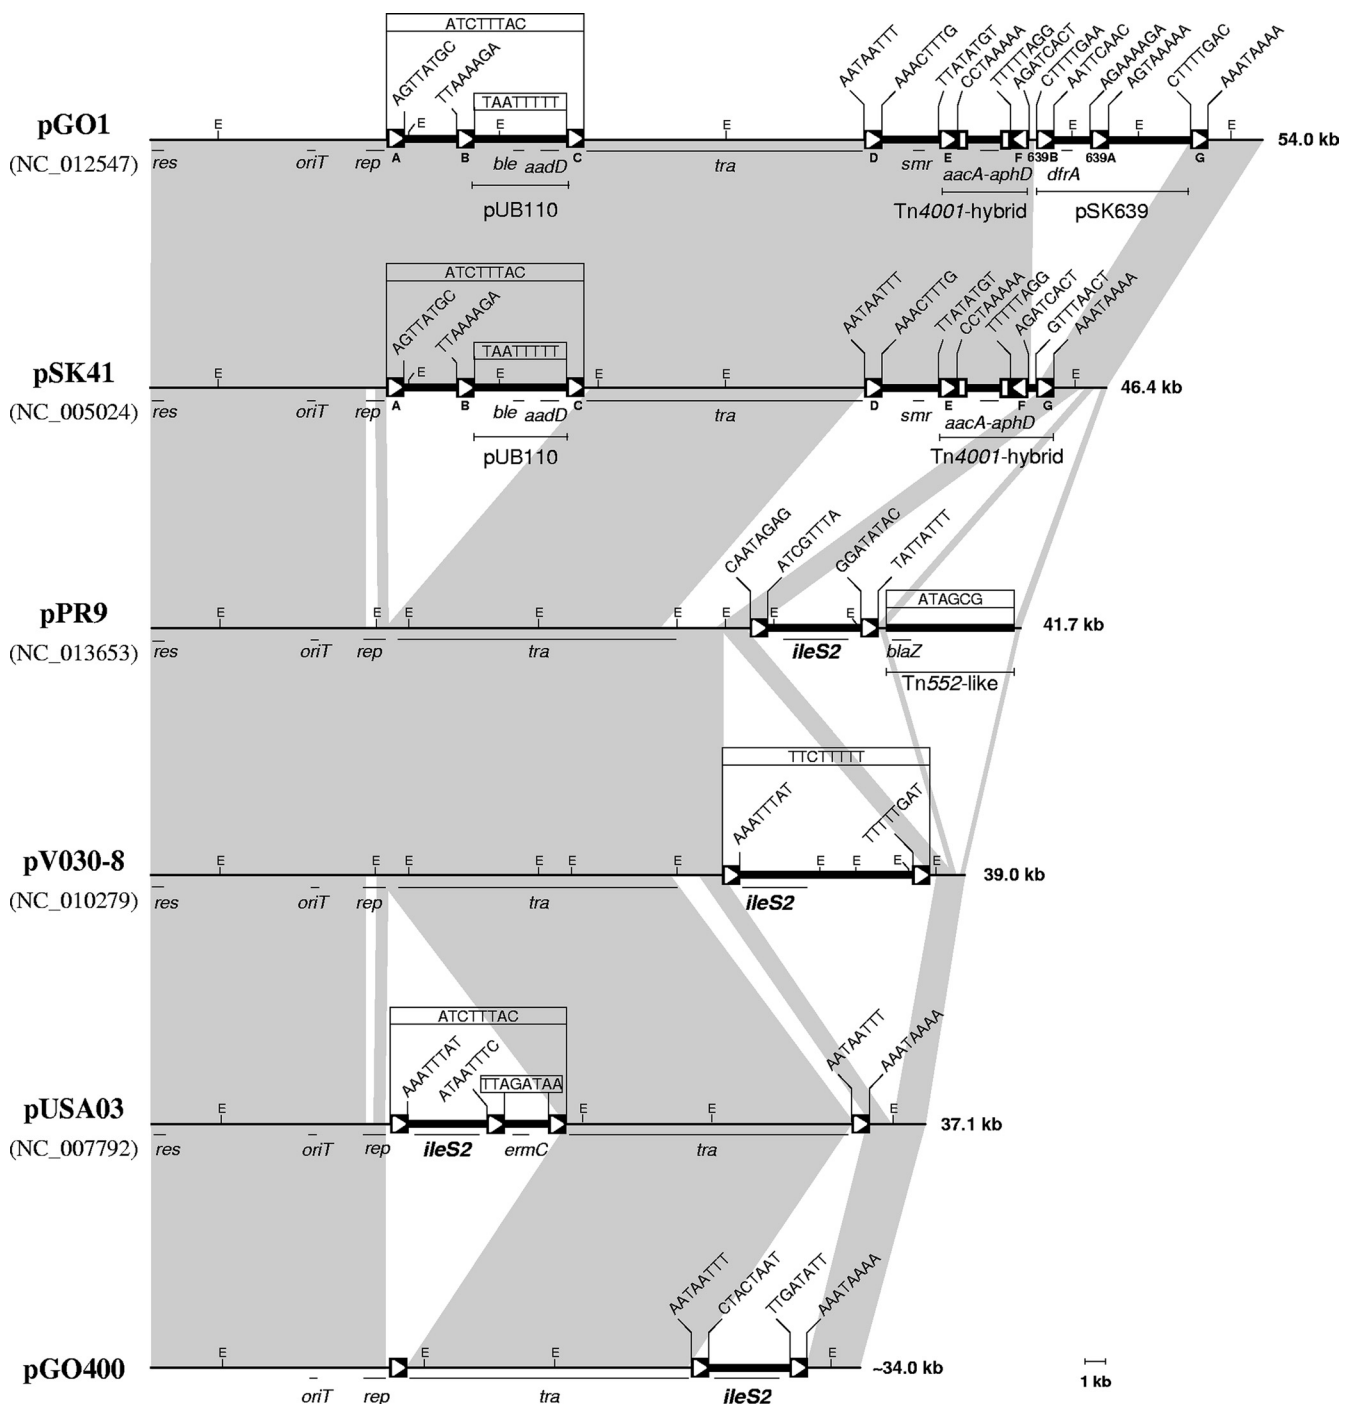 ATCTTTAC
AGTTATGC
TTAAAAGA
TAATTTTT
AATAATTT
AAACTTTG
TTATATGT
CCTAAAAA
TTTTTAGG
AGATCACT
CTTTTGAA
AATTCAAC
AGAAAAGA
AGTAAAAA
CTTTTGAC
AAATAAAA
pGO1
E E E E E E E
54.0 kb
(NC_012547)
res oriT rep A B ble aadD C tra D smr E aacA-aphD F 639B dfrA 639A G
pUB110
Tn4001-hybrid
pSK639
ATCTTTAC
AGTTATGC
TTAAAAGA
TAATTTTT
AATAATTT
AAACTTTG
TTATATGT
CCTAAAAA
TTTTTAGG
AGATCACT
GTTTAACT
AAATAAAA
pSK41
E E E E E E
46.4 kb
(NC_005024)
res oriT rep A B ble aadD C tra D smr E aacA-aphD F G
pUB110
Tn4001-hybrid
CAATAGAG
ATCGTTTA
GGATATAC
TATTATTT
ATAGCG
pPR9
E E E E E E E E
41.7 kb
(NC_013653)
res oriT rep tra ileS2 blaZ
Tn552-like
TTCTTTTT
AAATTTAT
TTTTTGAT
pV030-8
E E E E E E E E E E
39.0 kb
(NC_010279)
res oriT rep tra ileS2
ATCTTTAC
AAATTTAT
ATAATTTC
TTAGATAA
AATAATTT
AAATAAAA
pUSA03
E E E E
37.1 kb
(NC_007792)
res oriT rep ileS2 ermC tra
AATAATTT
CTACTAAT
TTGATATT
AAATAAAA
pGO400
E E E E
~34.0 kb
oriT rep tra ileS2
1 kb